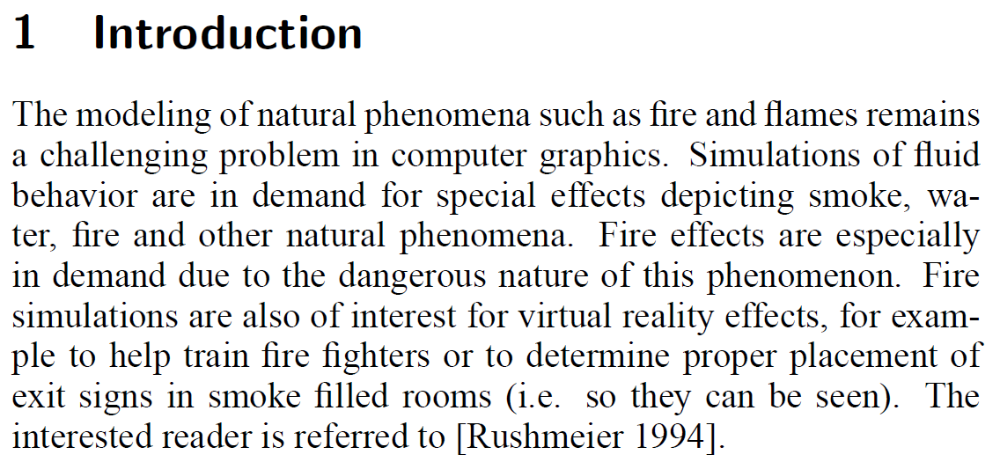 1 Introduction
The modeling of natural phenomena such as fire and flames remains
a challenging problem in computer graphics. Simulations of fluid
behavior are in demand for special effects depicting smoke, wa-
ter, fire and other natural phenomena. Fire effects are especially
in demand due to the dangerous nature of this phenomenon. Fire
simulations are also of interest for virtual reality effects, for exam-
ple to help train fire fighters or to determine proper placement of
exit signs in smoke filled rooms (i.e. so they can be seen). The
interested reader is referred to [Rushmeier 1994].